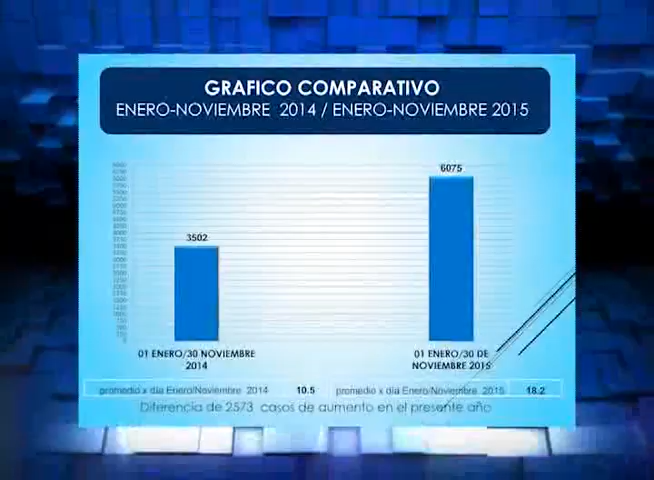 GRAFICO COMPARATIVO
ENERO-NOVIEMBRE 2014 / ENERO-NOVIEMBRE 2015
6075
3502
01 ENERO/30 NOVIEMBRE
2014
01 ENERO/30 DE
NOVIEMBRE 2015
promedio x día Enero/Noviembre 2014 10.5 promedio x día Enero/Noviembre 2015 18.2
Diferencia de 2573 casos de aumento en el presente año